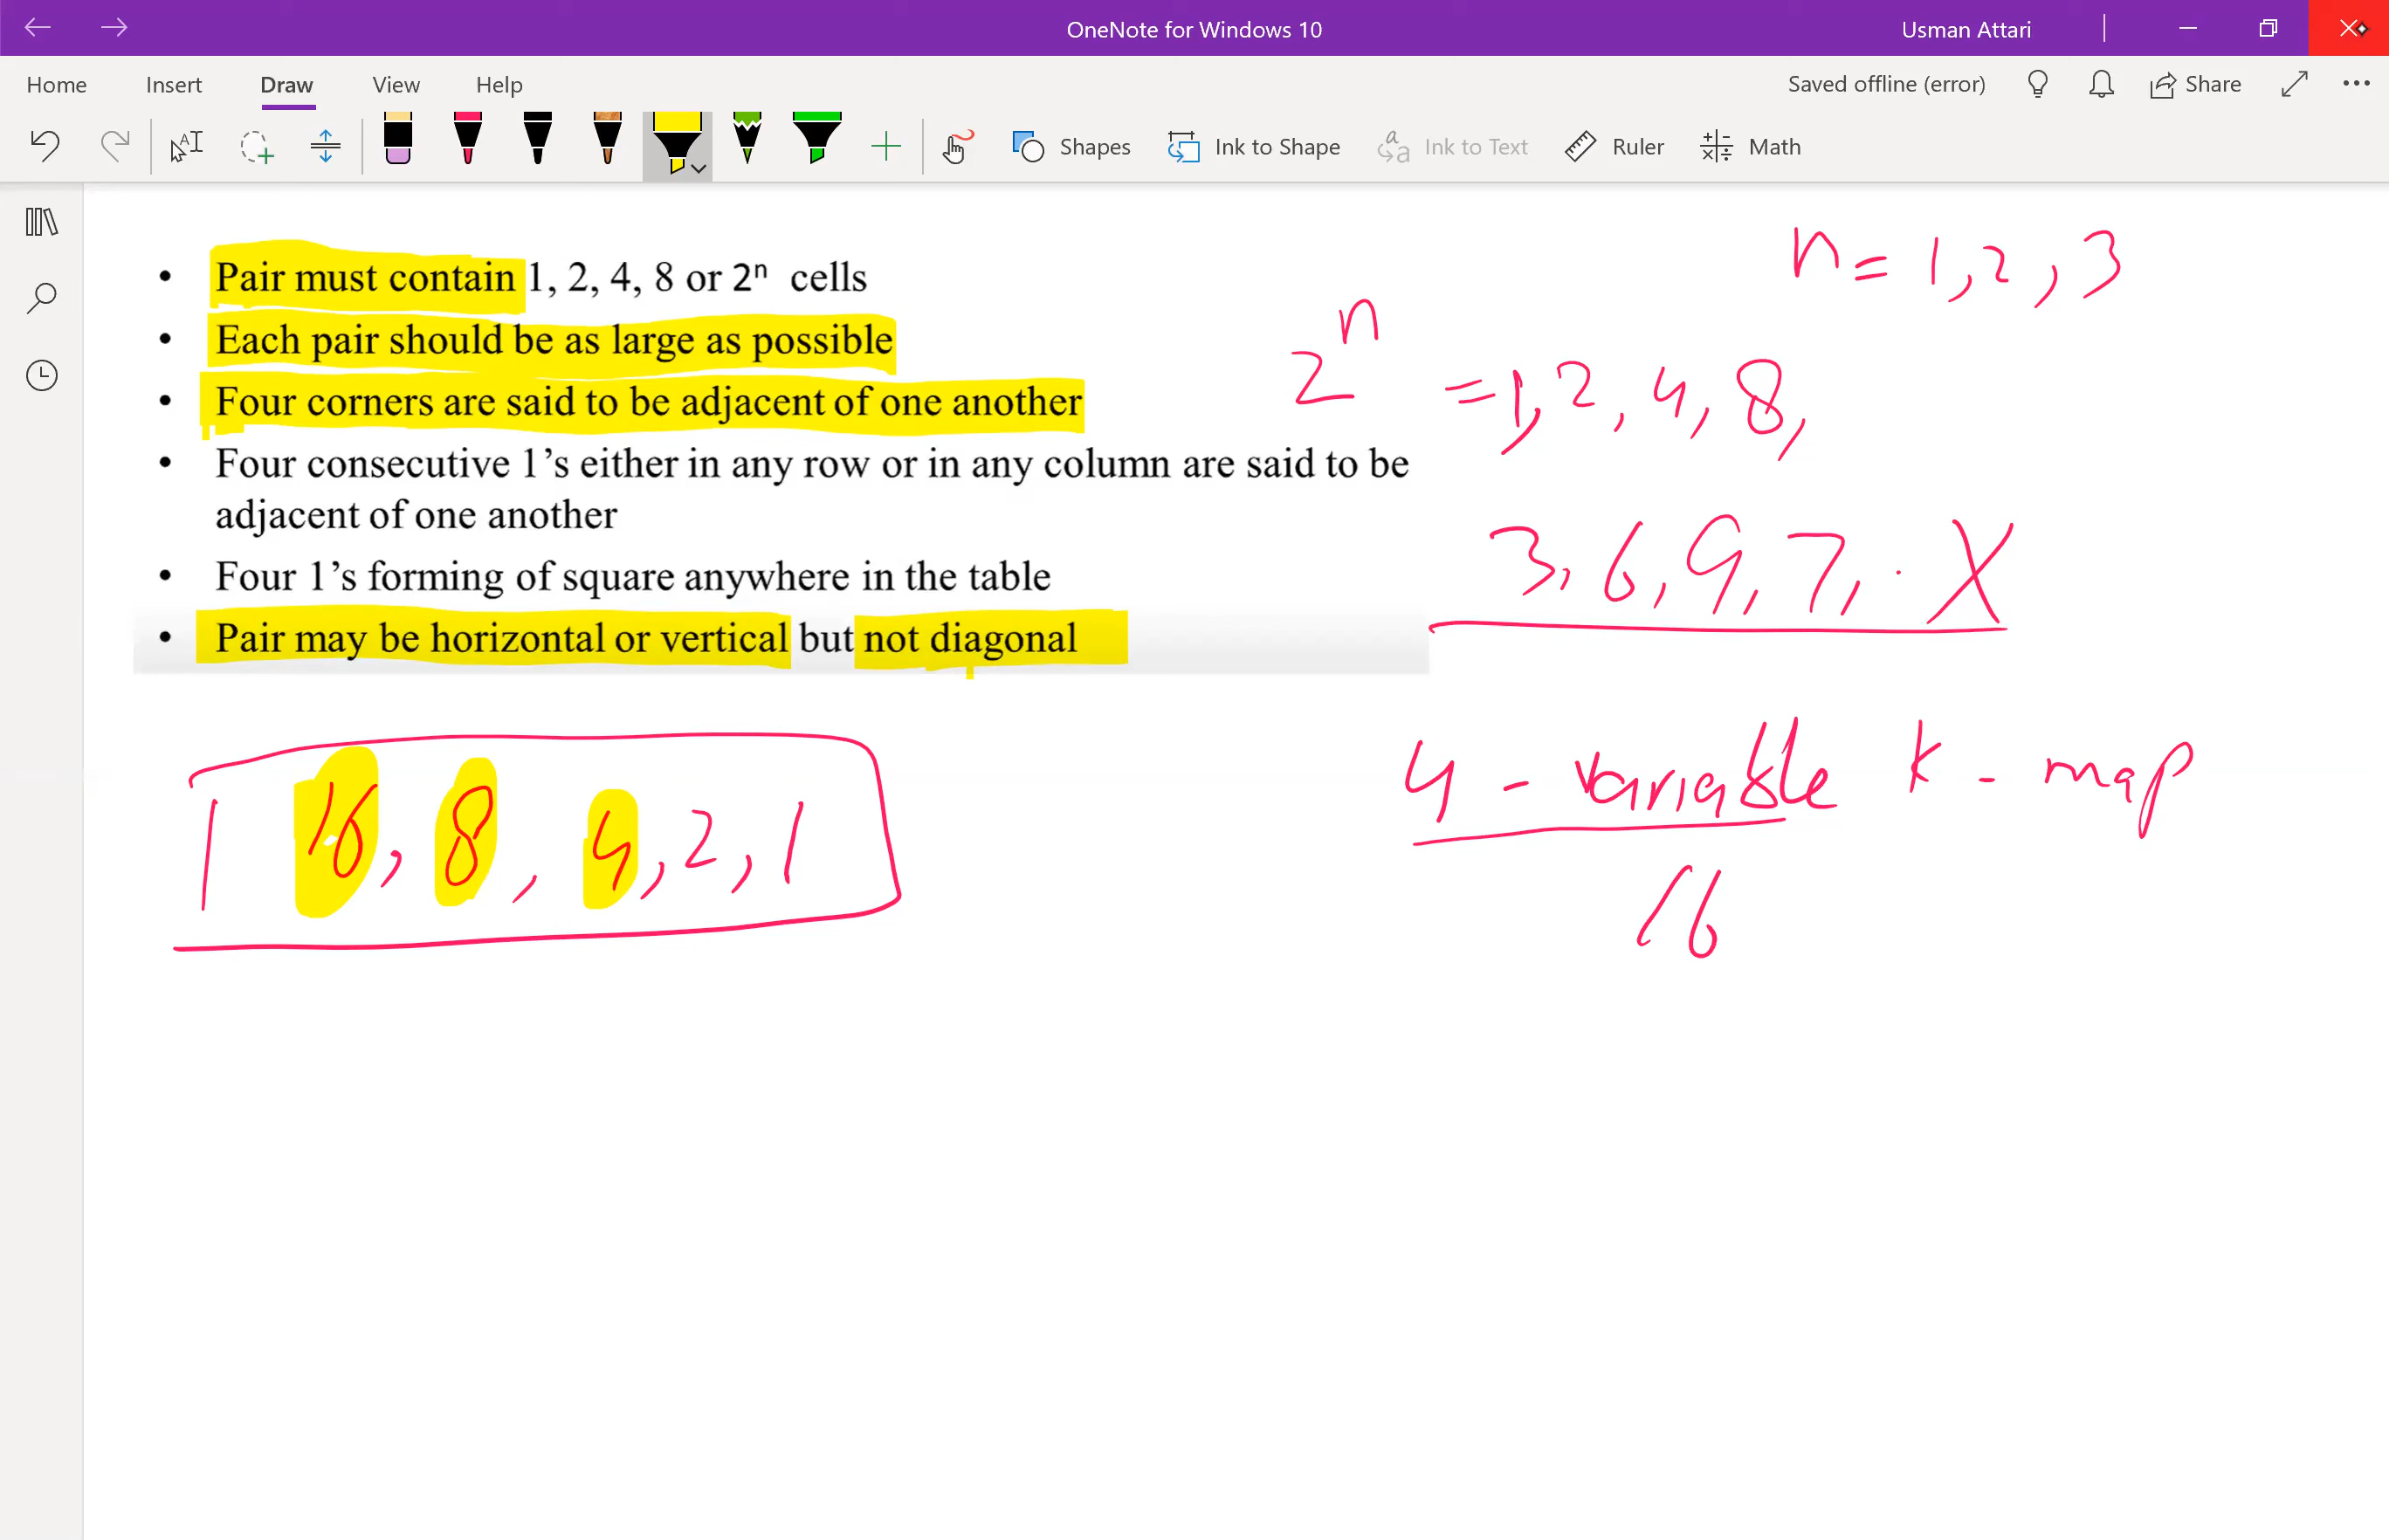 OneNote for Windows 10
Usman Attari
Home Insert Draw View Help
Saved offline (error) Share
Shapes Ink to Shape Ink to Text Ruler Math
n = 1, 2, 3
• Pair must contain 1, 2, 4, 8 or 2ⁿ cells
• Each pair should be as large as possible
2ⁿ = 1, 2, 4, 8,
• Four corners are said to be adjacent of one another
• Four consecutive 1's either in any row or in any column are said to be
adjacent of one another
3, 6, 9, 7, . X
• Four 1's forming of square anywhere in the table
• Pair may be horizontal or vertical but not diagonal
4 - variable k - map
16, 8, 4, 2, 1
16